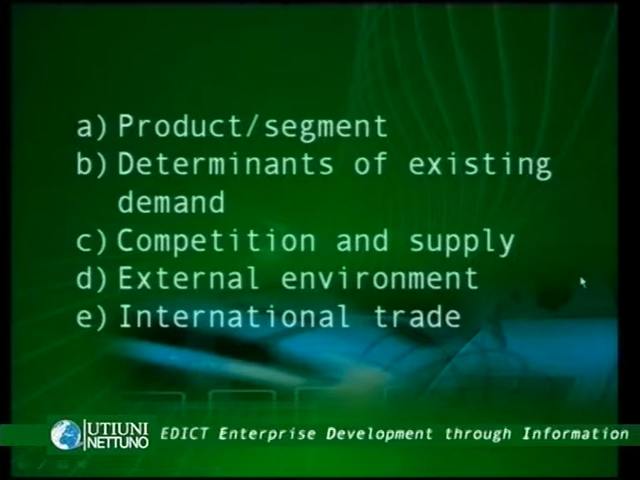 a) Product/segment
b) Determinants of existing
demand
c) Competition and supply
d) External environment
e) International trade
UTIUNI
NETTUNO
EDICT Enterprise Development through Information